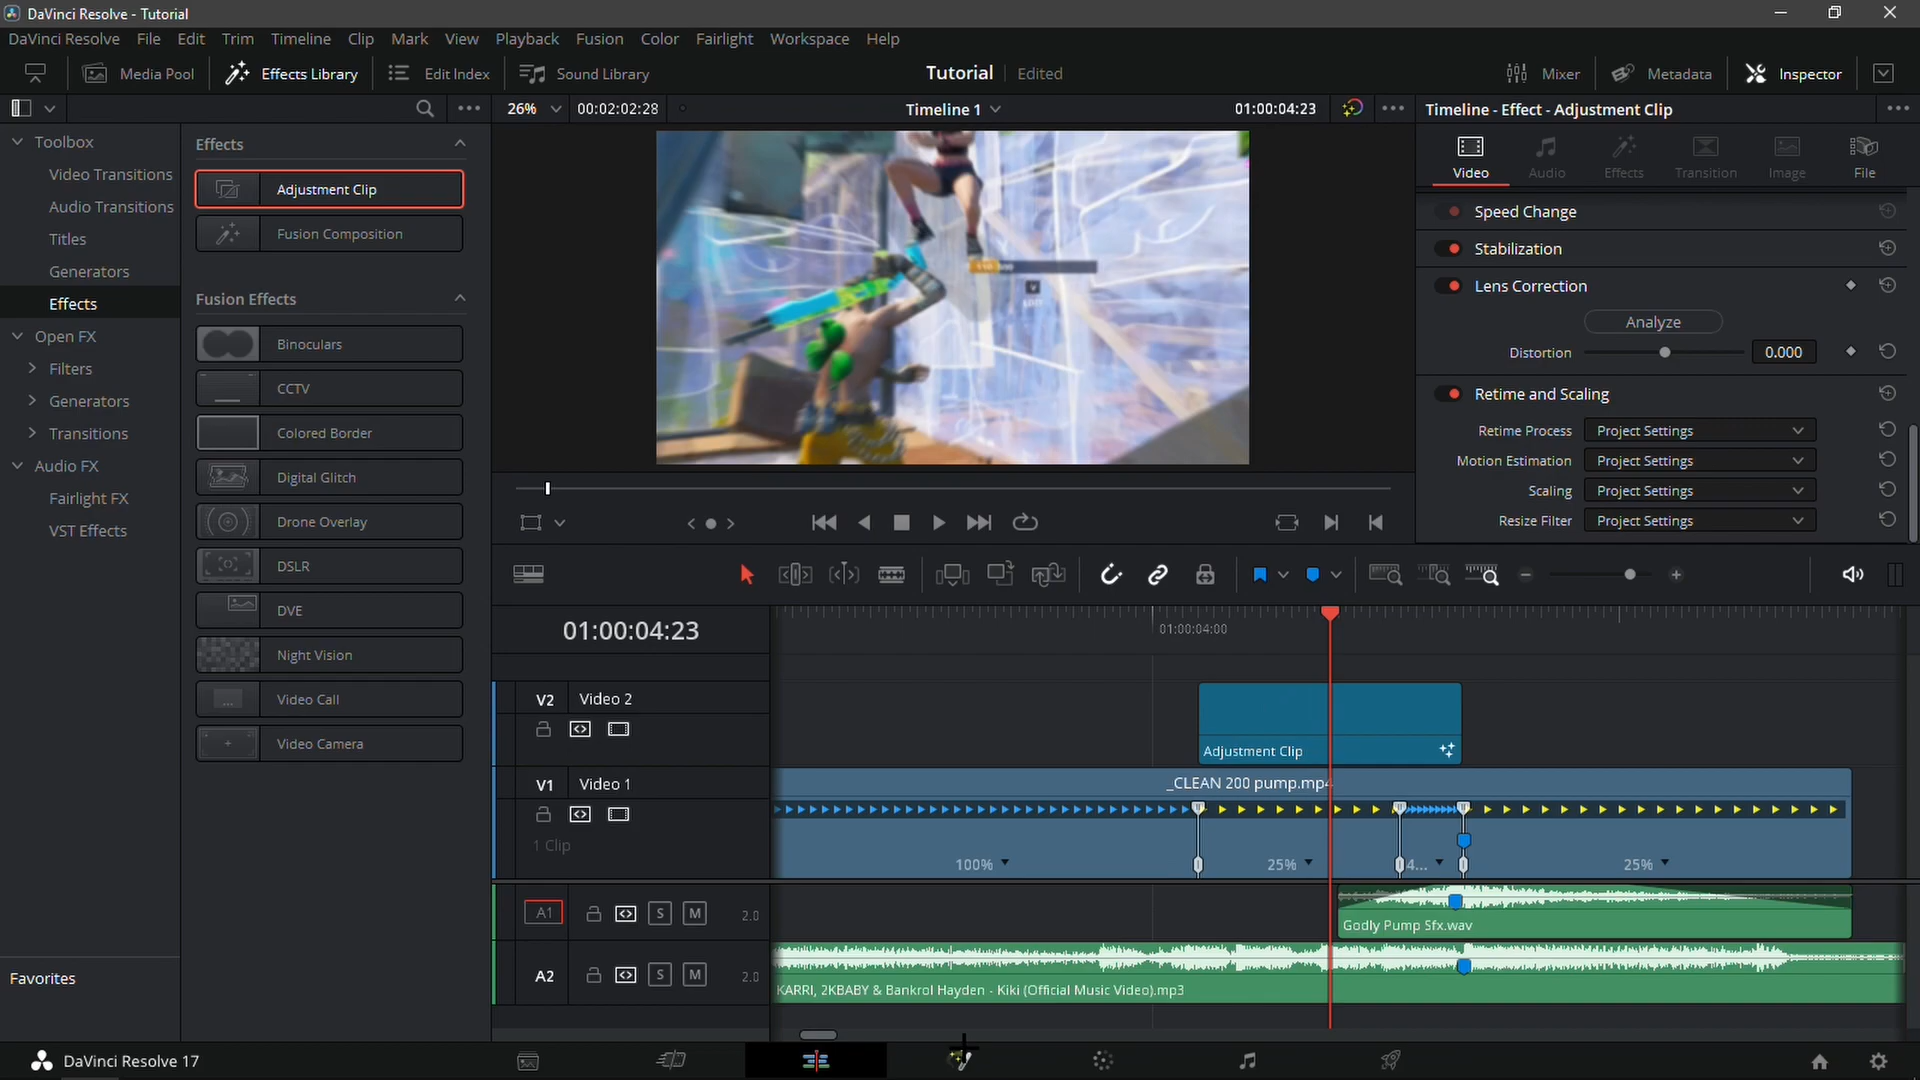 DaVinci Resolve - Tutorial
DaVinci Resolve File Edit Trim Timeline Clip Mark View Playback Fusion Color Fairlight Workspace Help
Media Pool Effects Library Edit Index Sound Library Tutorial Edited Mixer Metadata Inspector
26% 00:02:02:28 Timeline 1 01:00:04:23 Timeline - Effect - Adjustment Clip
Toolbox
Video Transitions
Audio Transitions
Titles
Generators
Effects
Open FX
Filters
Generators
Transitions
Audio FX
Fairlight FX
VST Effects
Favorites
Effects
Adjustment Clip
Fusion Composition
Fusion Effects
Binoculars
CCTV
Colored Border
Digital Glitch
Drone Overlay
DSLR
DVE
Night Vision
Video Call
Video Camera
Video Audio Effects Transition Image File
Speed Change
Stabilization
Lens Correction
Analyze
Distortion 0.000
Retime and Scaling
Retime Process Project Settings
Motion Estimation Project Settings
Scaling Project Settings
Resize Filter Project Settings
01:00:04:23
01:00:04:00
V2 Video 2
Adjustment Clip
V1 Video 1
1 Clip
_CLEAN 200 pump.mp4
100% 25% 4... 25%
A1 S M 2.0
Godly Pump Sfx.wav
A2 S M 2.0
KARRI, 2KBABY & Bankrol Hayden - Kiki (Official Music Video).mp3
DaVinci Resolve 17